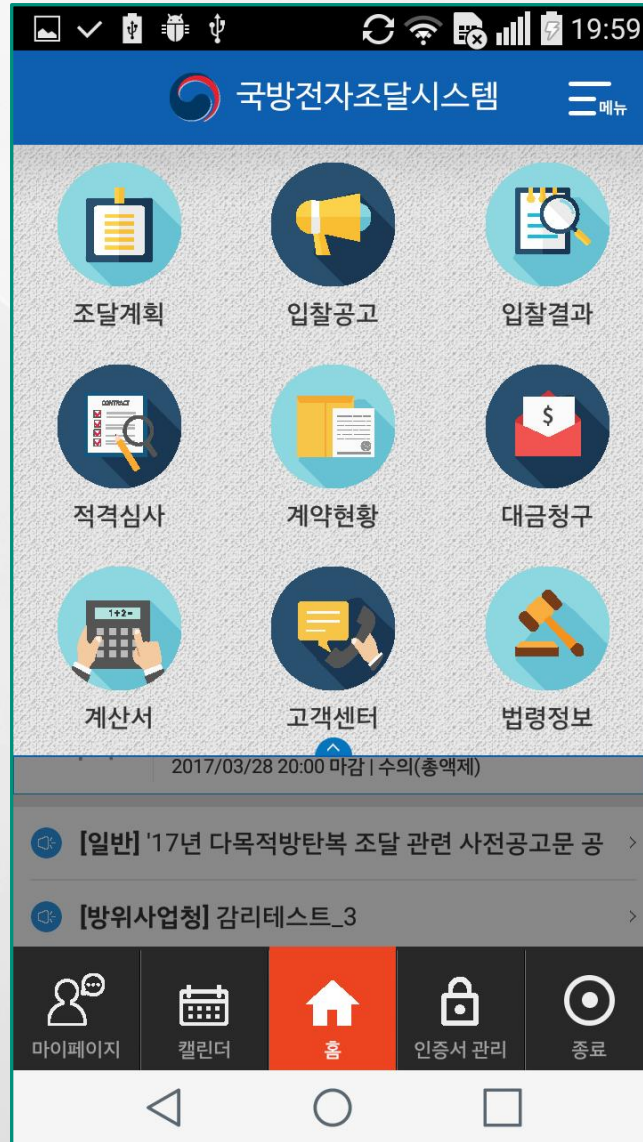 19:59
국방전자조달시스템
메뉴
조달계획 입찰공고 입찰결과
CONTRACT
$
적격심사 계약현황 대금청구
1+2=
계산서 고객센터 법령정보
2017/03/28 20:00 마감 | 수의(총액제)
[일반] '17년 다목적방탄복 조달 관련 사전공고문 공
[방위사업청] 감리테스트_3
마이페이지 캘린더 홈 인증서 관리 종료